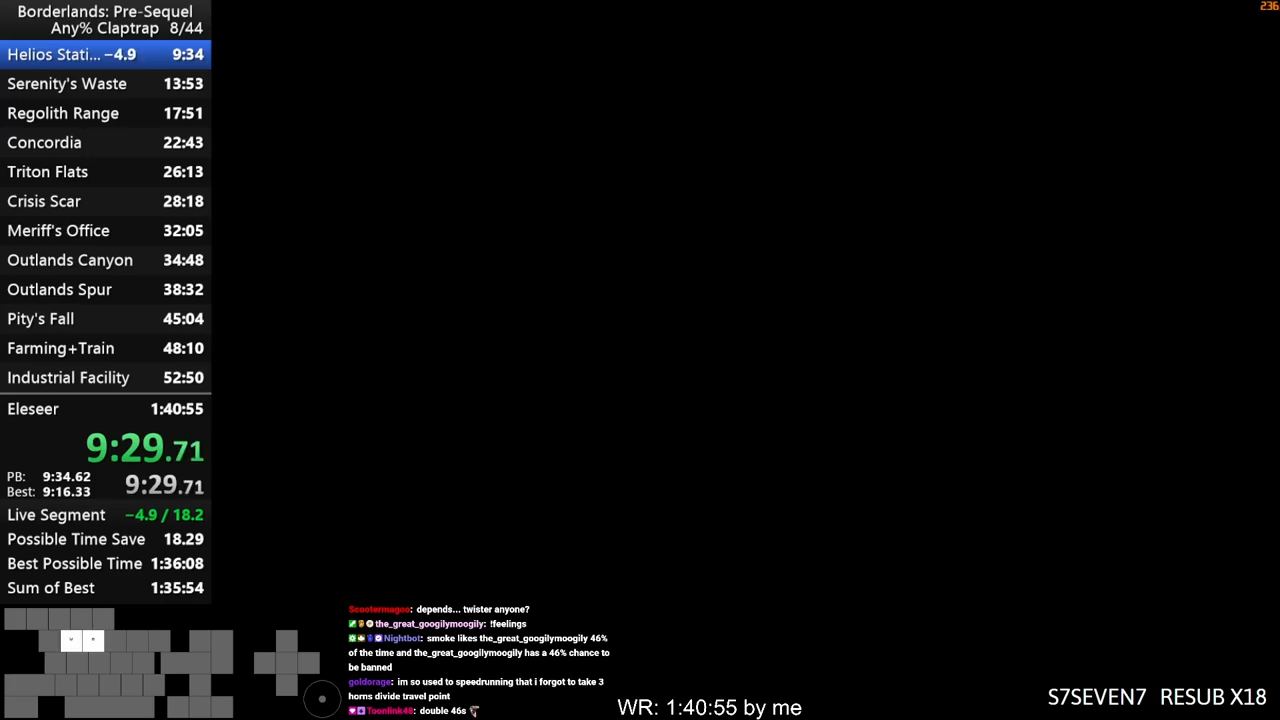 Borderlands: Pre-Sequel
Any% Claptrap 8/44
Helios Stati... −4.9 9:34
Serenity's Waste 13:53
Regolith Range 17:51
Concordia 22:43
Triton Flats 26:13
Crisis Scar 28:18
Meriff's Office 32:05
Outlands Canyon 34:48
Outlands Spur 38:32
Pity's Fall 45:04
Farming+Train 48:10
Industrial Facility 52:50
Eleseer 1:40:55
9:29.71
PB: 9:34.62
Best: 9:16.33
9:29.71
Live Segment −4.9 / 18.2
Possible Time Save 18.29
Best Possible Time 1:36:08
Sum of Best 1:35:54
236
Scootermagoo: depends... twister anyone?
the_great_googilymoogily: !feelings
Nightbot: smoke likes the_great_googilymoogily 46%
of the time and the_great_googilymoogily has a 46% chance to
be banned
goldorage: im so used to speedrunning that i forgot to take 3
horns divide travel point
Toonlink48: double 46s
WR: 1:40:55 by me
S7SEVEN7 RESUB X18